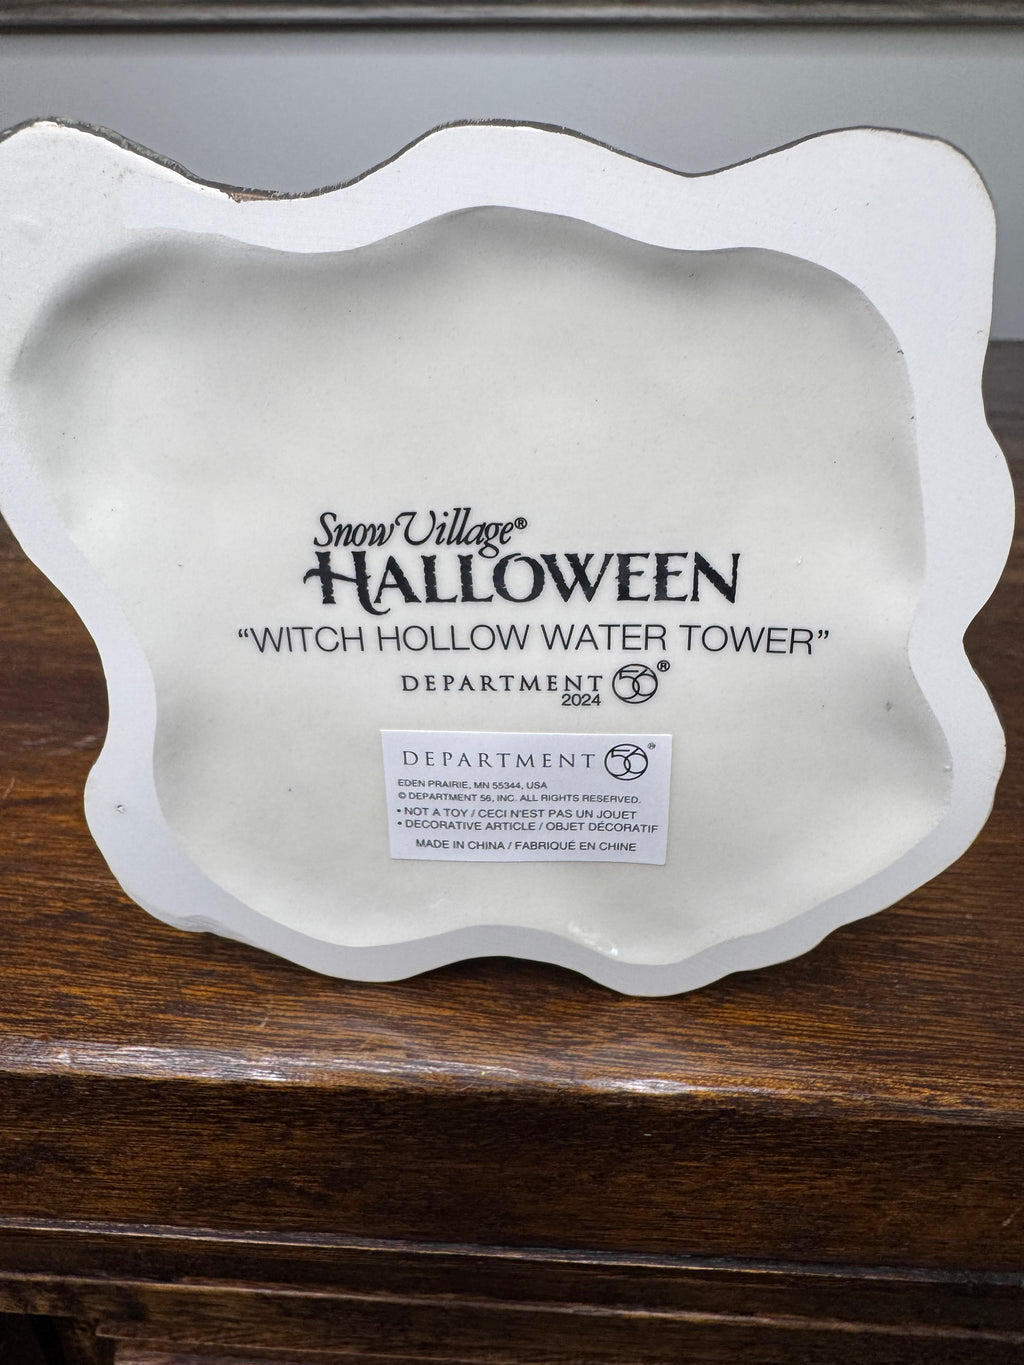 Snow Village®
HALLOWEEN
“WITCH HOLLOW WATER TOWER”
DEPARTMENT 56®
2024
DEPARTMENT 56®
EDEN PRAIRIE, MN 55344, USA
© DEPARTMENT 56, INC. ALL RIGHTS RESERVED.
• NOT A TOY / CECI N'EST PAS UN JOUET
• DECORATIVE ARTICLE / OBJET DÉCORATIF
MADE IN CHINA / FABRIQUÉ EN CHINE